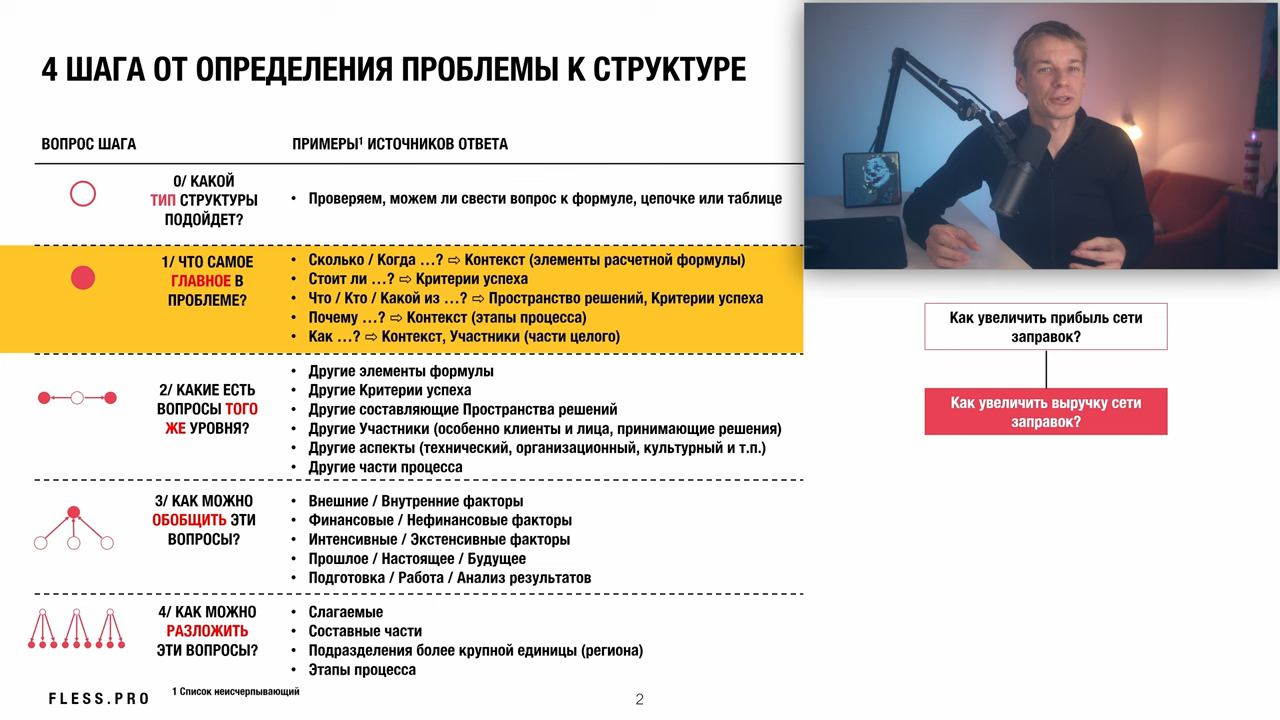 4 ШАГА ОТ ОПРЕДЕЛЕНИЯ ПРОБЛЕМЫ К СТРУКТУРЕ
ВОПРОС ШАГА
ПРИМЕРЫ¹ ИСТОЧНИКОВ ОТВЕТА
0/ КАКОЙ
ТИП СТРУКТУРЫ
ПОДОЙДЕТ?
• Проверяем, можем ли свести вопрос к формуле, цепочке или таблице
1/ ЧТО САМОЕ
ГЛАВНОЕ В
ПРОБЛЕМЕ?
• Сколько / Когда …? ⇨ Контекст (элементы расчетной формулы)
• Стоит ли …? ⇨ Критерии успеха
• Что / Кто / Какой из …? ⇨ Пространство решений, Критерии успеха
• Почему …? ⇨ Контекст (этапы процесса)
• Как …? ⇨ Контекст, Участники (части целого)
2/ КАКИЕ ЕСТЬ
ВОПРОСЫ ТОГО
ЖЕ УРОВНЯ?
• Другие элементы формулы
• Другие Критерии успеха
• Другие составляющие Пространства решений
• Другие Участники (особенно клиенты и лица, принимающие решения)
• Другие аспекты (технический, организационный, культурный и т.п.)
• Другие части процесса
3/ КАК МОЖНО
ОБОБЩИТЬ ЭТИ
ВОПРОСЫ?
• Внешние / Внутренние факторы
• Финансовые / Нефинансовые факторы
• Интенсивные / Экстенсивные факторы
• Прошлое / Настоящее / Будущее
• Подготовка / Работа / Анализ результатов
4/ КАК МОЖНО
РАЗЛОЖИТЬ
ЭТИ ВОПРОСЫ?
• Слагаемые
• Составные части
• Подразделения более крупной единицы (региона)
• Этапы процесса
Как увеличить прибыль сети
заправок?
Как увеличить выручку сети
заправок?
FLESS.PRO
1 Список неисчерпывающий
2